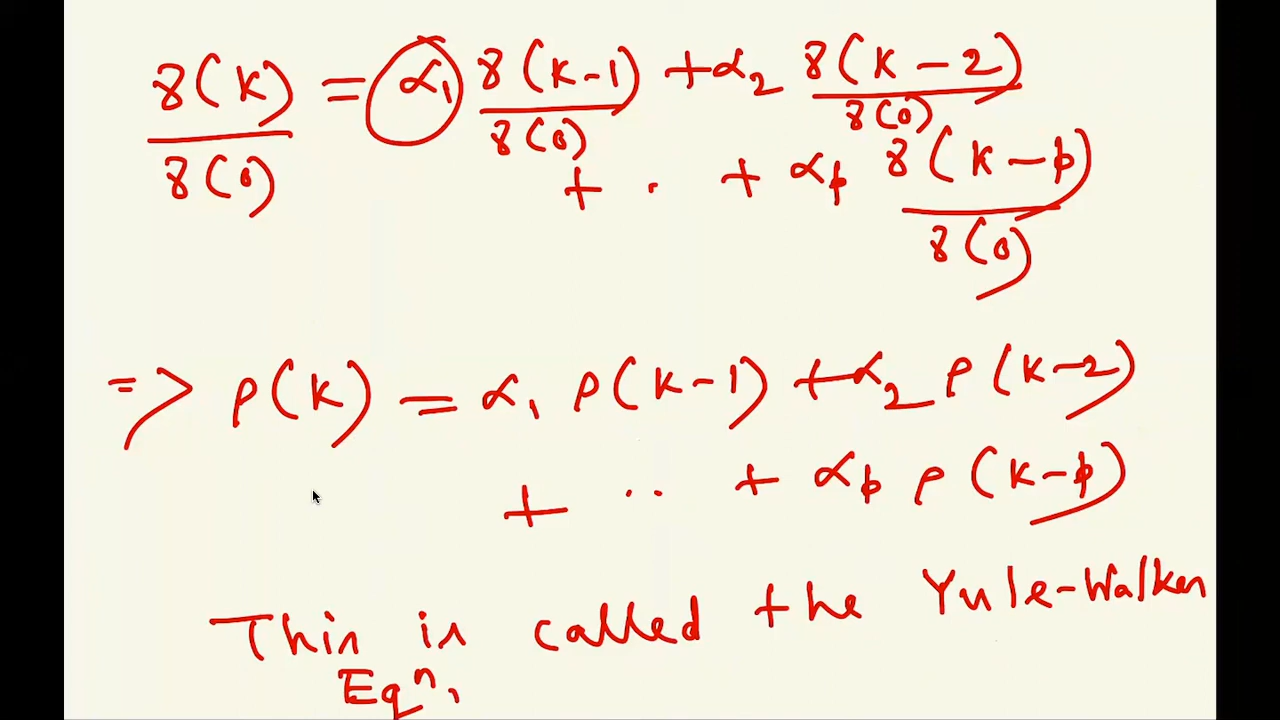 γ(k)/γ(0) = α₁ γ(k-1)/γ(0) + α₂ γ(k-2)/γ(0)
+ · + αₚ γ(k-p)/γ(0)
=> ρ(k) = α₁ ρ(k-1) + α₂ ρ(k-2)
+ ·· + αₚ ρ(k-p)
This is called the Yule-Walker
Eqⁿ.